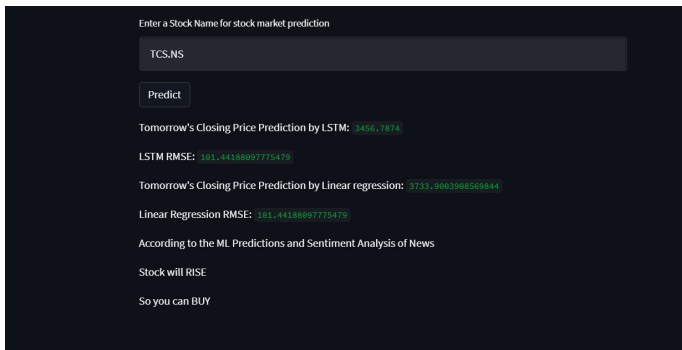 Enter a Stock Name for stock market prediction
TCS.NS
Predict
Tomorrow's Closing Price Prediction by LSTM: 3456.7874
LSTM RMSE: 101.44188097775479
Tomorrow's Closing Price Prediction by Linear regression: 3733.9003908569844
Linear Regression RMSE: 101.44188097775479
According to the ML Predictions and Sentiment Analysis of News
Stock will RISE
So you can BUY